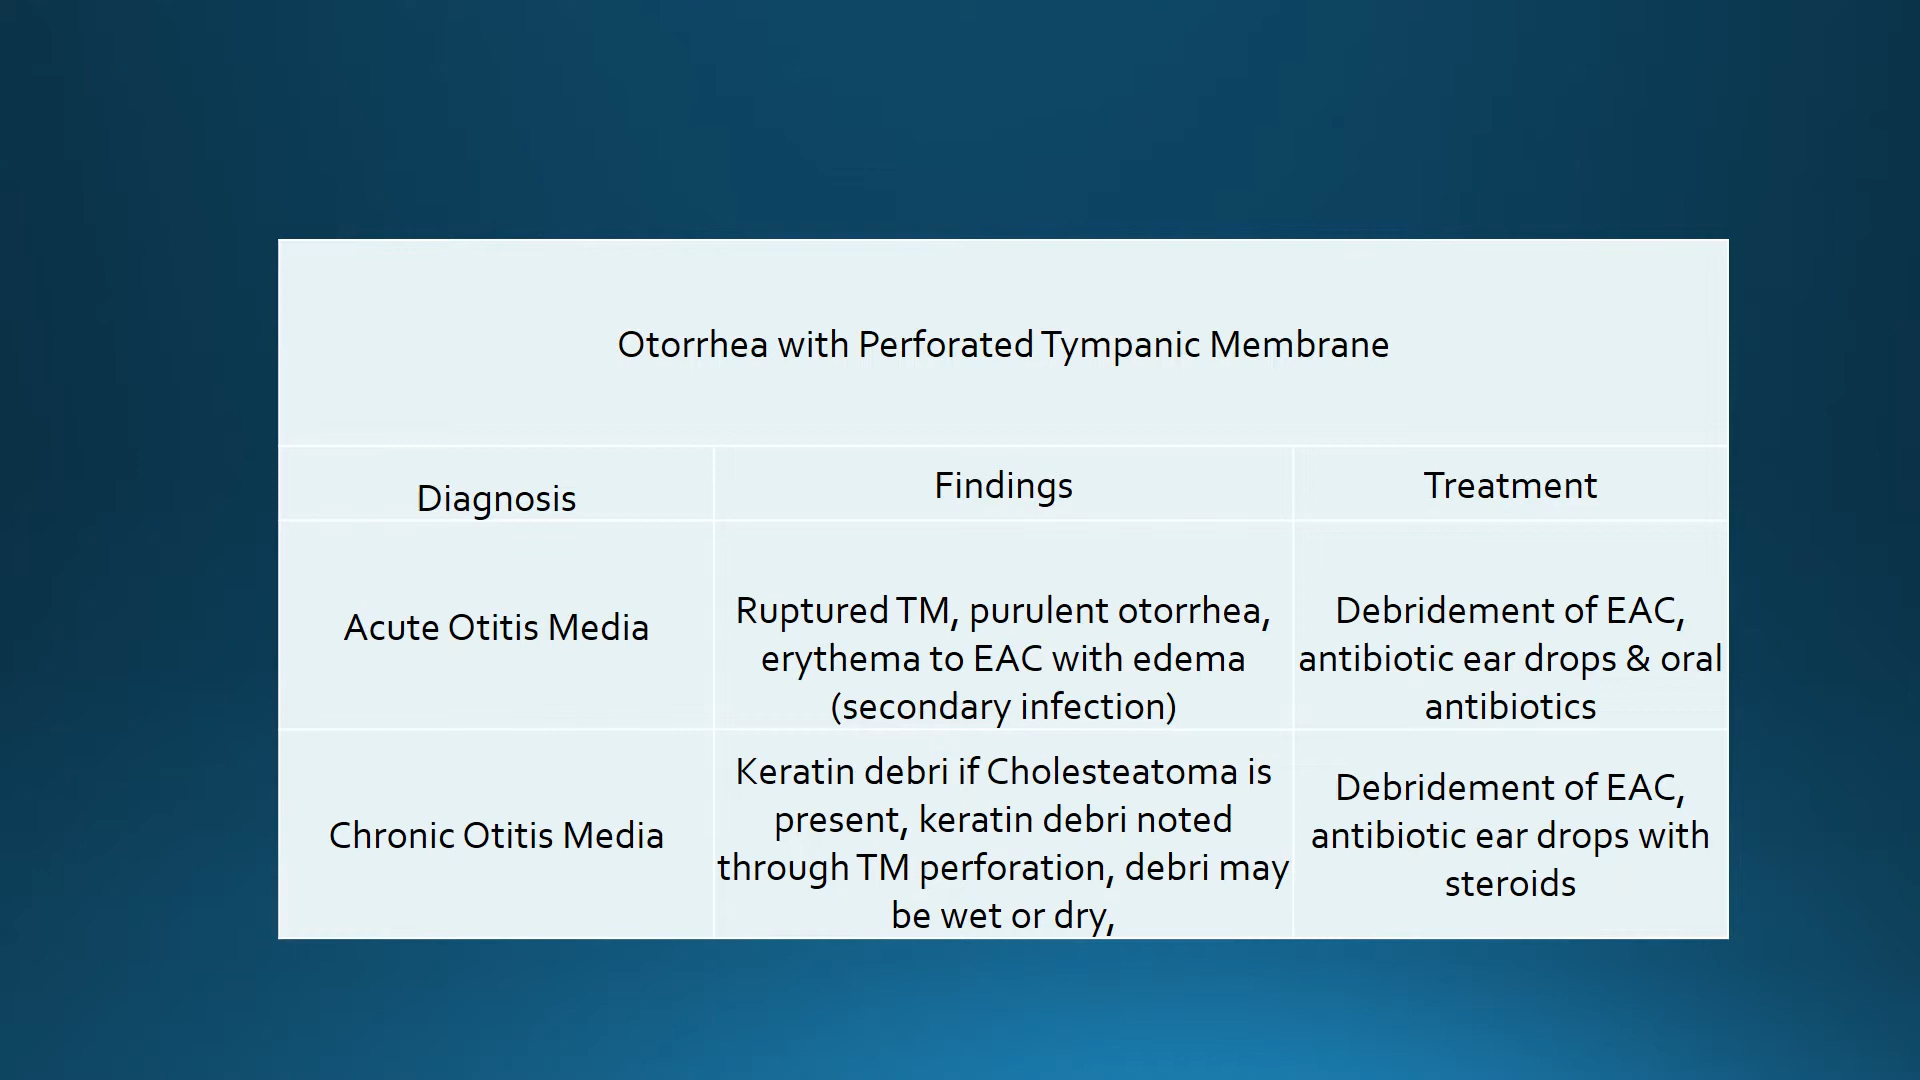 Otorrhea with Perforated Tympanic Membrane
Diagnosis
Findings
Treatment
Acute Otitis Media
Ruptured TM, purulent otorrhea,
erythema to EAC with edema
(secondary infection)
Debridement of EAC,
antibiotic ear drops & oral
antibiotics
Chronic Otitis Media
Keratin debri if Cholesteatoma is
present, keratin debri noted
through TM perforation, debri may
be wet or dry,
Debridement of EAC,
antibiotic ear drops with
steroids